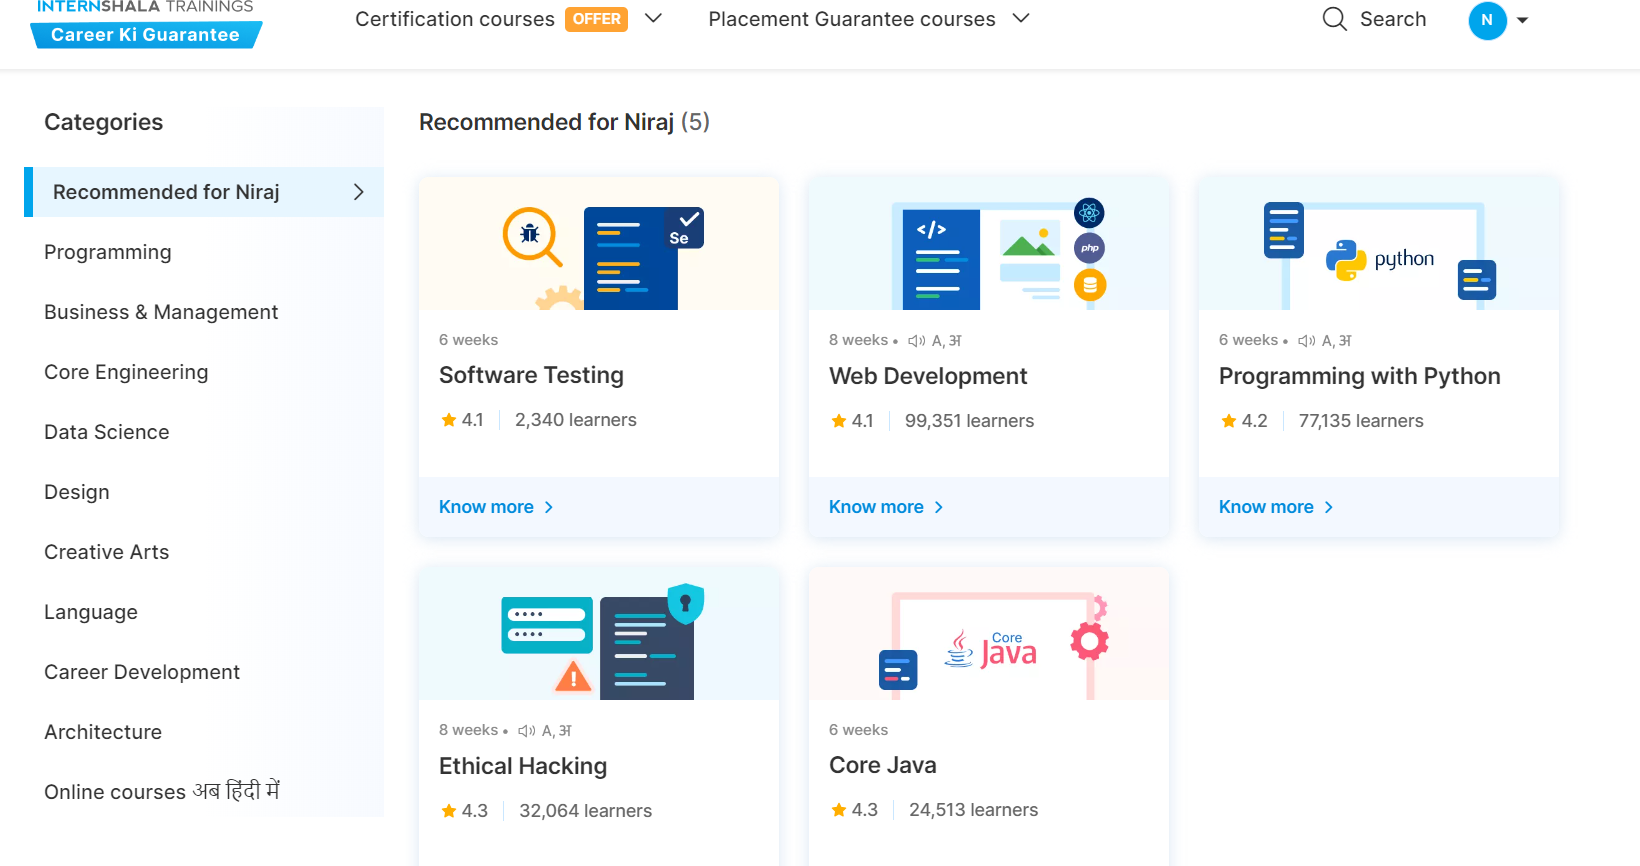 INTERNSHALA TRAININGS
Career Ki Guarantee
Certification courses OFFER
Placement Guarantee courses
Search
N
Categories
Recommended for Niraj
Programming
Business & Management
Core Engineering
Data Science
Design
Creative Arts
Language
Career Development
Architecture
Online courses अब हिंदी में
Recommended for Niraj (5)
Se
6 weeks
Software Testing
4.1 2,340 learners
Know more
</>
php
8 weeks • A, अ
Web Development
4.1 99,351 learners
Know more
python
6 weeks • A, अ
Programming with Python
4.2 77,135 learners
Know more
8 weeks • A, अ
Ethical Hacking
4.3 32,064 learners
Core
Java
6 weeks
Core Java
4.3 24,513 learners